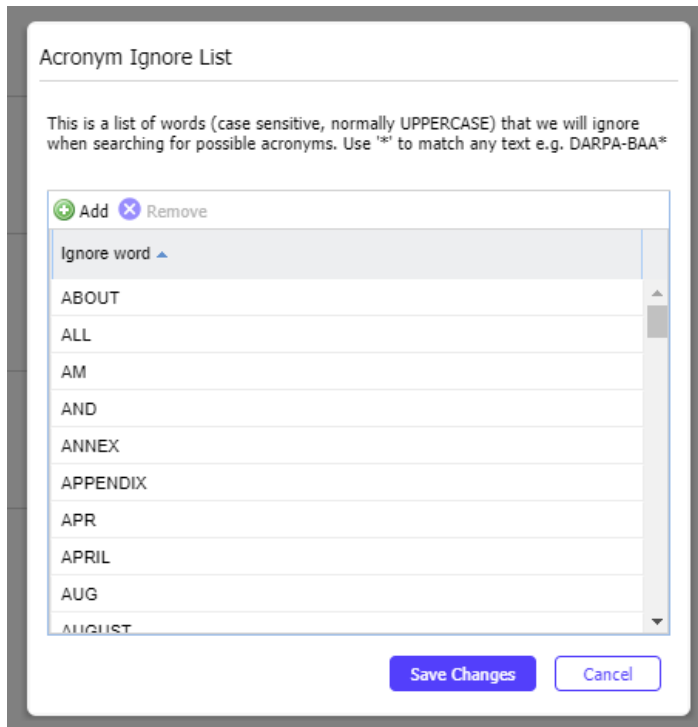 Acronym Ignore List
This is a list of words (case sensitive, normally UPPERCASE) that we will ignore
when searching for possible acronyms. Use '*' to match any text e.g. DARPA-BAA*
Add Remove
Ignore word
ABOUT
ALL
AM
AND
ANNEX
APPENDIX
APR
APRIL
AUG
AUGUST
Save Changes Cancel